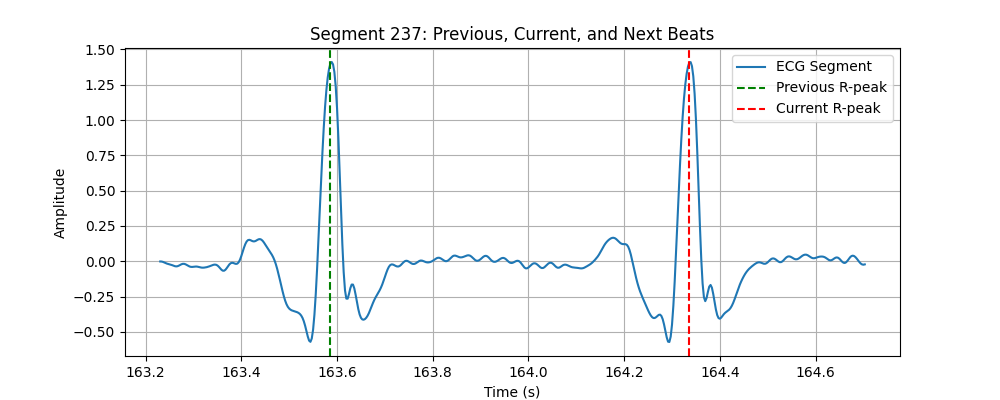 Segment 237: Previous, Current, and Next Beats
ECG Segment
Previous R-peak
Current R-peak
Amplitude
1.50
1.25
1.00
0.75
0.50
0.25
0.00
−0.25
−0.50
163.2 163.4 163.6 163.8 164.0 164.2 164.4 164.6
Time (s)